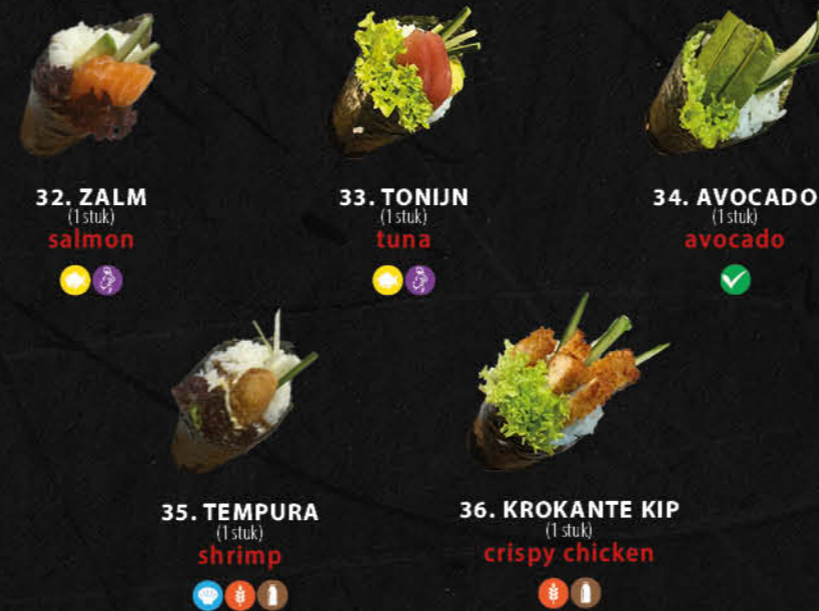 32. ZALM
(1 stuk)
salmon
33. TONIJN
(1 stuk)
tuna
34. AVOCADO
(1 stuk)
avocado
35. TEMPURA
(1 stuk)
shrimp
36. KROKANTE KIP
(1 stuk)
crispy chicken